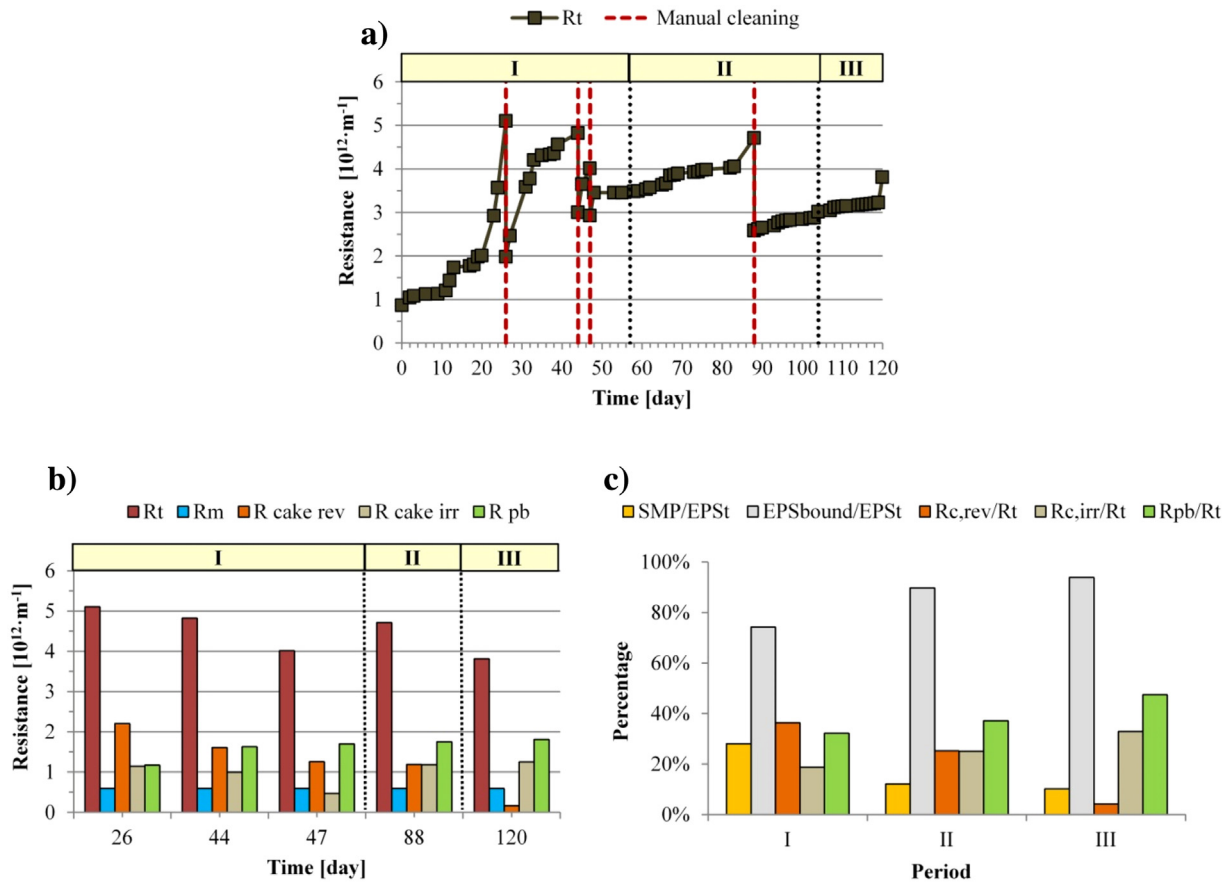 a)
Rt Manual cleaning
I II III
Resistance [10¹²·m⁻¹]
6
5
4
3
2
1
0
0 10 20 30 40 50 60 70 80 90 100 110 120
Time [day]
b)
Rt Rm R cake rev R cake irr R pb
I II III
Resistance [10¹²·m⁻¹]
6
5
4
3
2
1
0
26 44 47 88 120
Time [day]
c)
SMP/EPSt EPSbound/EPSt Rc,rev/Rt Rc,irr/Rt Rpb/Rt
Percentage
100%
80%
60%
40%
20%
0%
I II III
Period